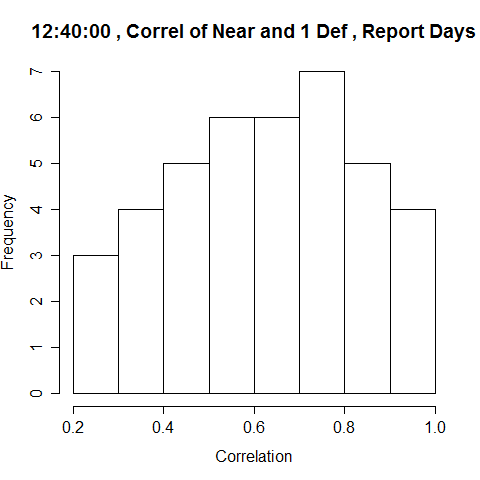 12:40:00 , Correl of Near and 1 Def , Report Days
7
6
5
4
3
2
1
0
Frequency
0.2 0.4 0.6 0.8 1.0
Correlation